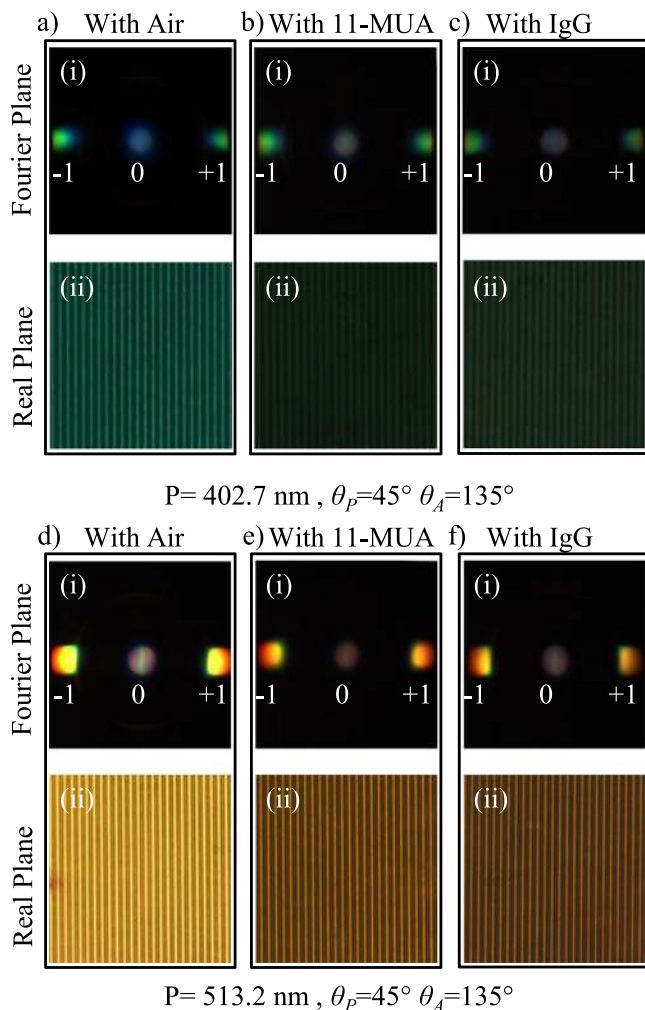 a) With Air b) With 11-MUA c) With IgG
Fourier Plane
(i) (i) (i)
-1 0 +1 -1 0 +1 -1 0 +1
Real Plane
(ii) (ii) (ii)
P= 402.7 nm , θP=45° θA=135°
d) With Air e) With 11-MUA f) With IgG
Fourier Plane
(i) (i) (i)
-1 0 +1 -1 0 +1 -1 0 +1
Real Plane
(ii) (ii) (ii)
P= 513.2 nm , θP=45° θA=135°